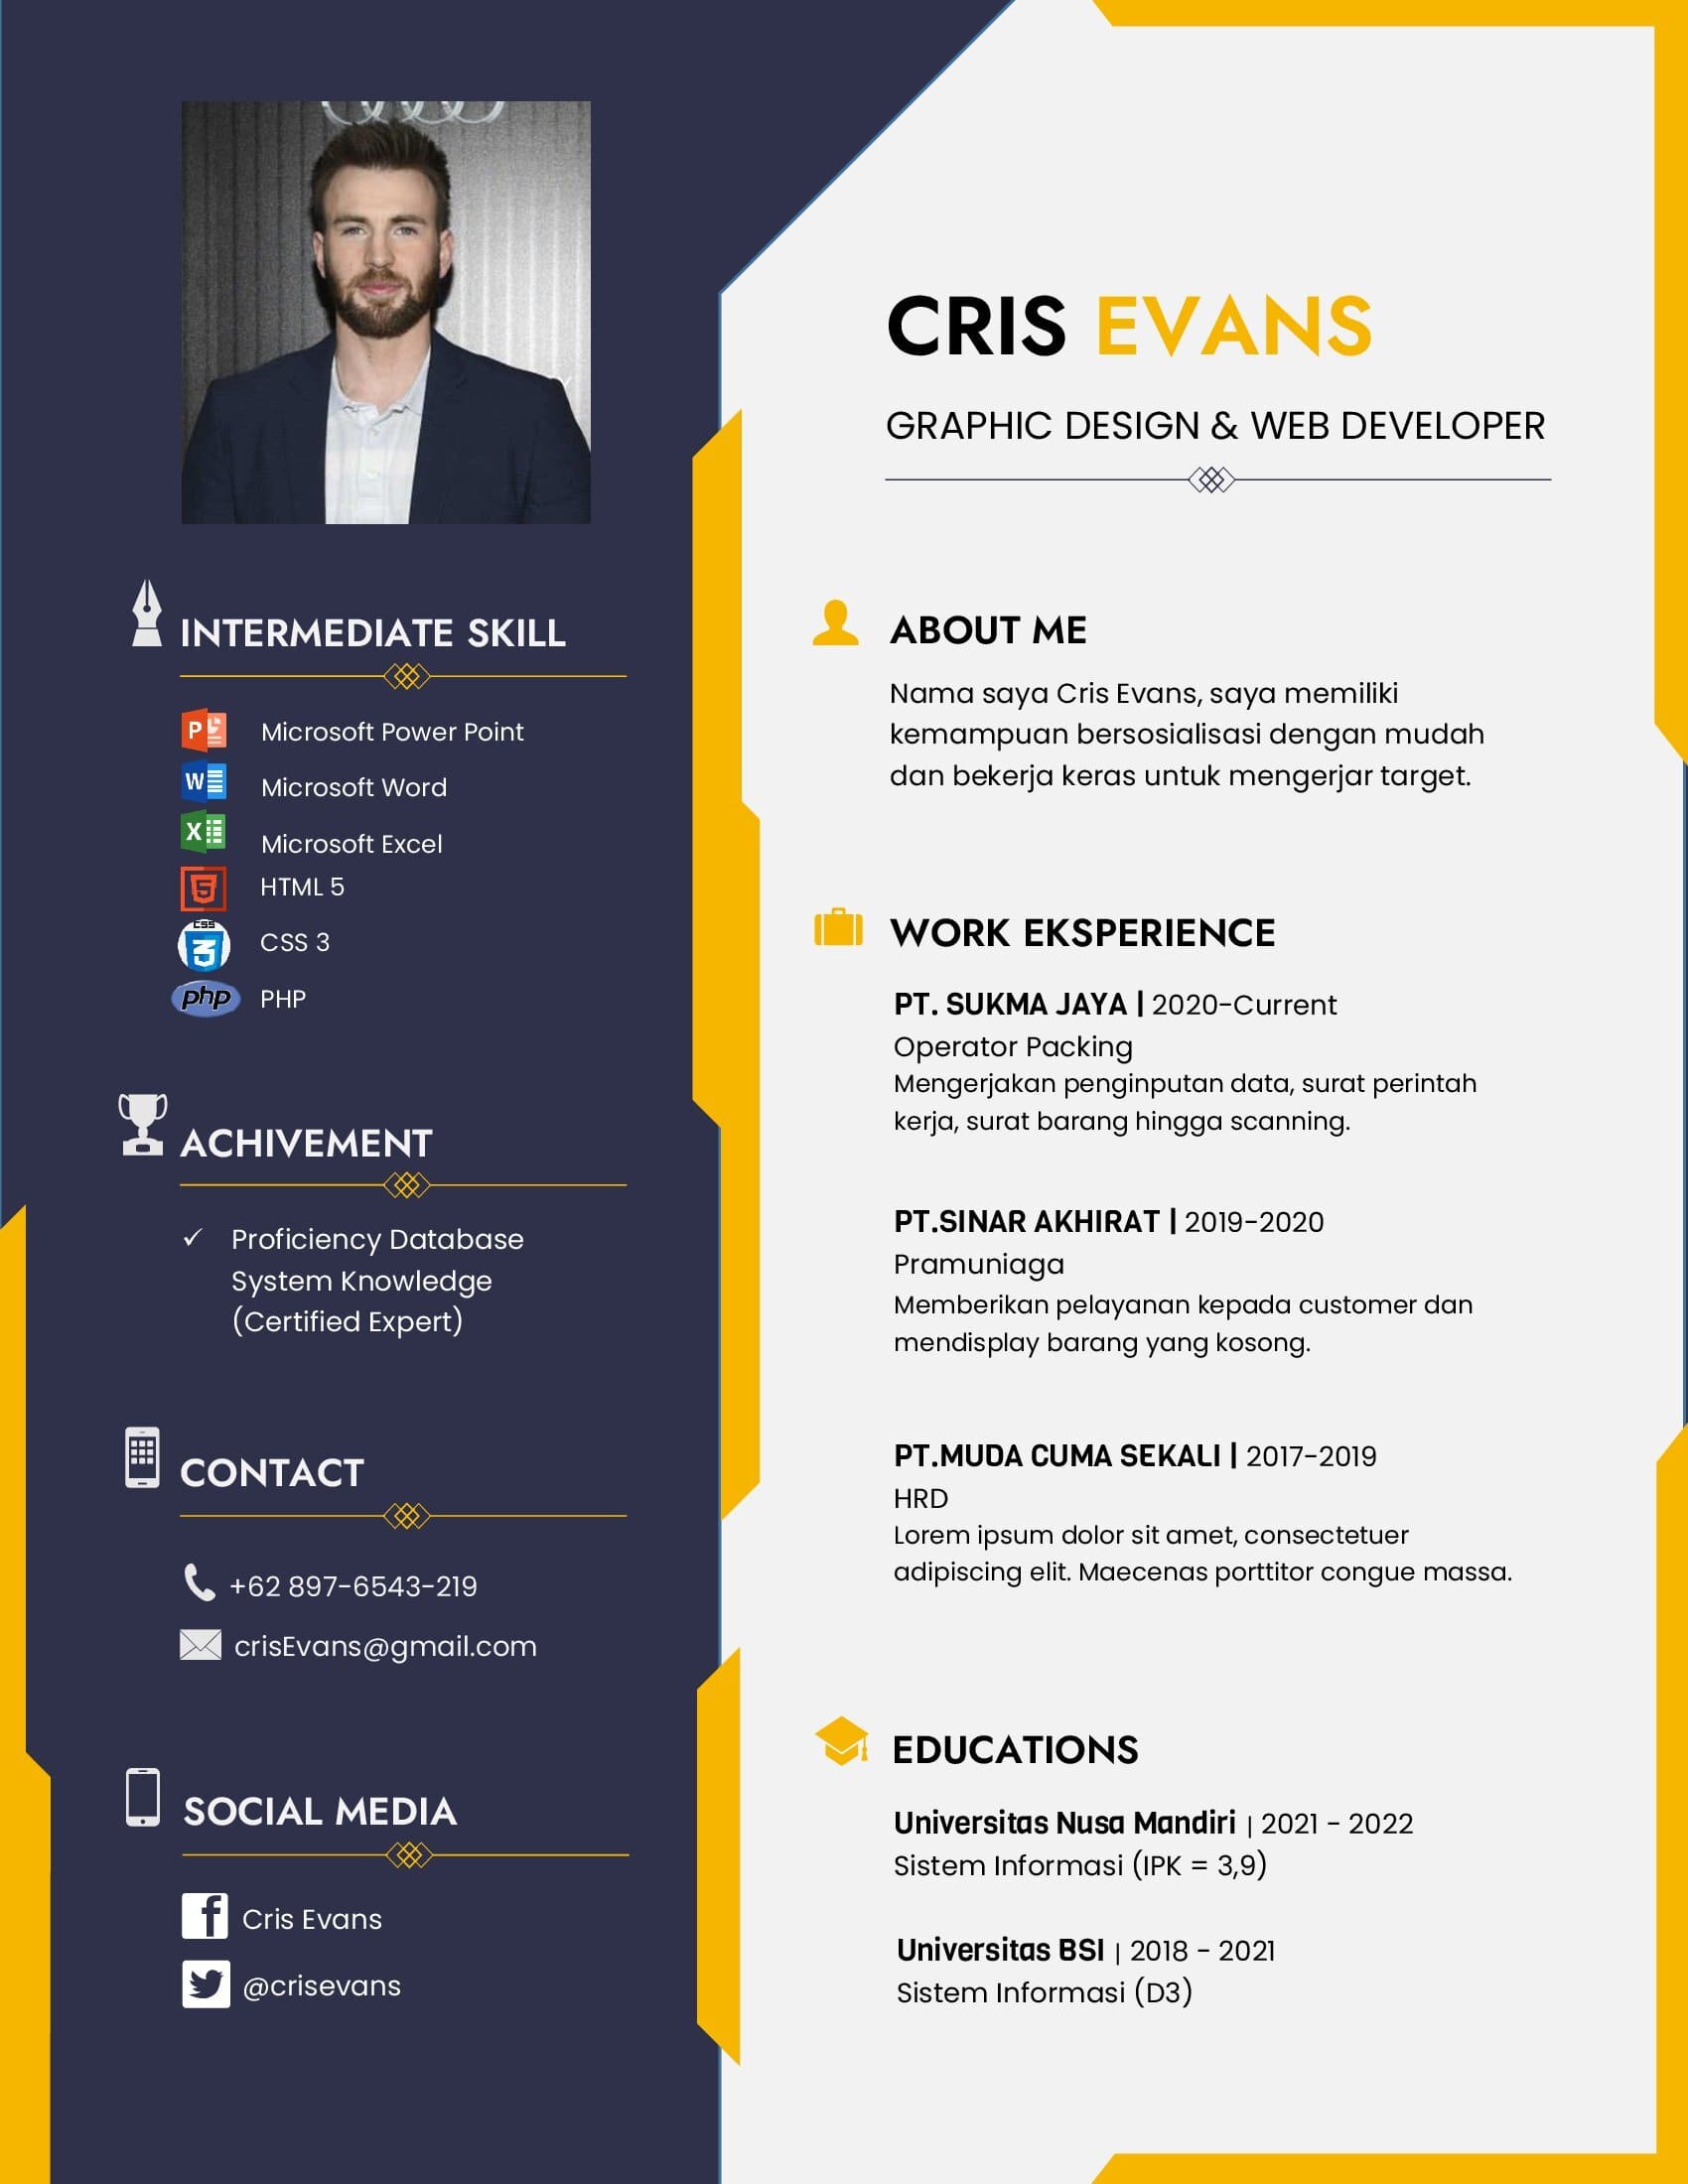 INTERMEDIATE SKILL
P
Microsoft Power Point
W
Microsoft Word
X
Microsoft Excel
5
HTML 5
CSS
3
CSS 3
php
PHP
ACHIVEMENT
✓ Proficiency Database
System Knowledge
(Certified Expert)
CONTACT
+62 897-6543-219
crisEvans@gmail.com
SOCIAL MEDIA
f
Cris Evans
@crisevans
CRIS EVANS
GRAPHIC DESIGN & WEB DEVELOPER
ABOUT ME
Nama saya Cris Evans, saya memiliki
kemampuan bersosialisasi dengan mudah
dan bekerja keras untuk mengerjar target.
WORK EKSPERIENCE
PT. SUKMA JAYA | 2020-Current
Operator Packing
Mengerjakan penginputan data, surat perintah
kerja, surat barang hingga scanning.
PT.SINAR AKHIRAT | 2019-2020
Pramuniaga
Memberikan pelayanan kepada customer dan
mendisplay barang yang kosong.
PT.MUDA CUMA SEKALI | 2017-2019
HRD
Lorem ipsum dolor sit amet, consectetuer
adipiscing elit. Maecenas porttitor congue massa.
EDUCATIONS
Universitas Nusa Mandiri | 2021 - 2022
Sistem Informasi (IPK = 3,9)
Universitas BSI | 2018 - 2021
Sistem Informasi (D3)